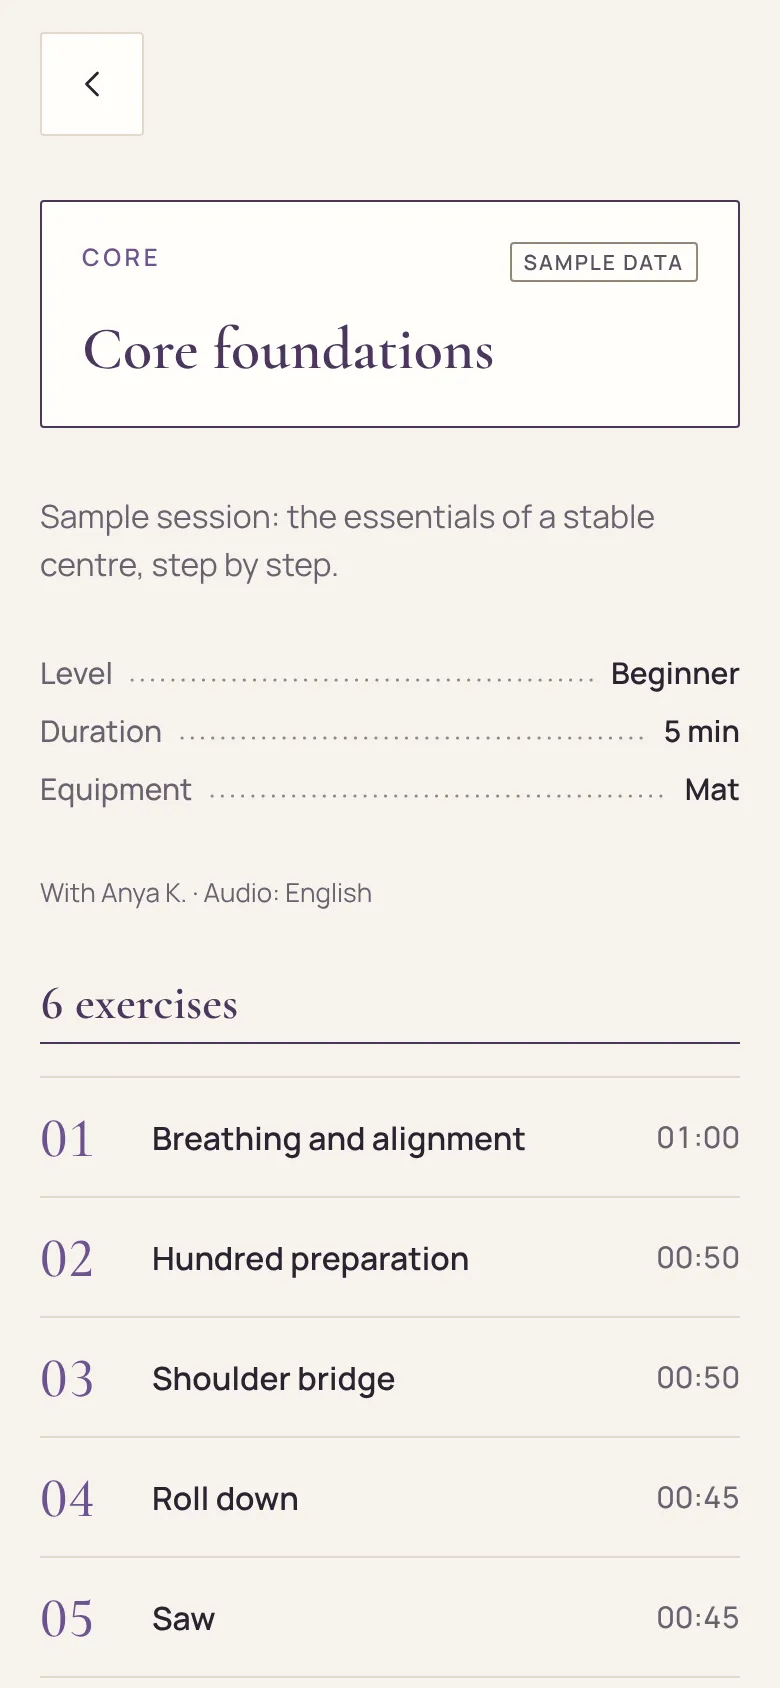 CORE
SAMPLE DATA
Core foundations
Sample session: the essentials of a stable
centre, step by step.
Level Beginner
Duration 5 min
Equipment Mat
With Anya K. · Audio: English
6 exercises
01 Breathing and alignment 01:00
02 Hundred preparation 00:50
03 Shoulder bridge 00:50
04 Roll down 00:45
05 Saw 00:45